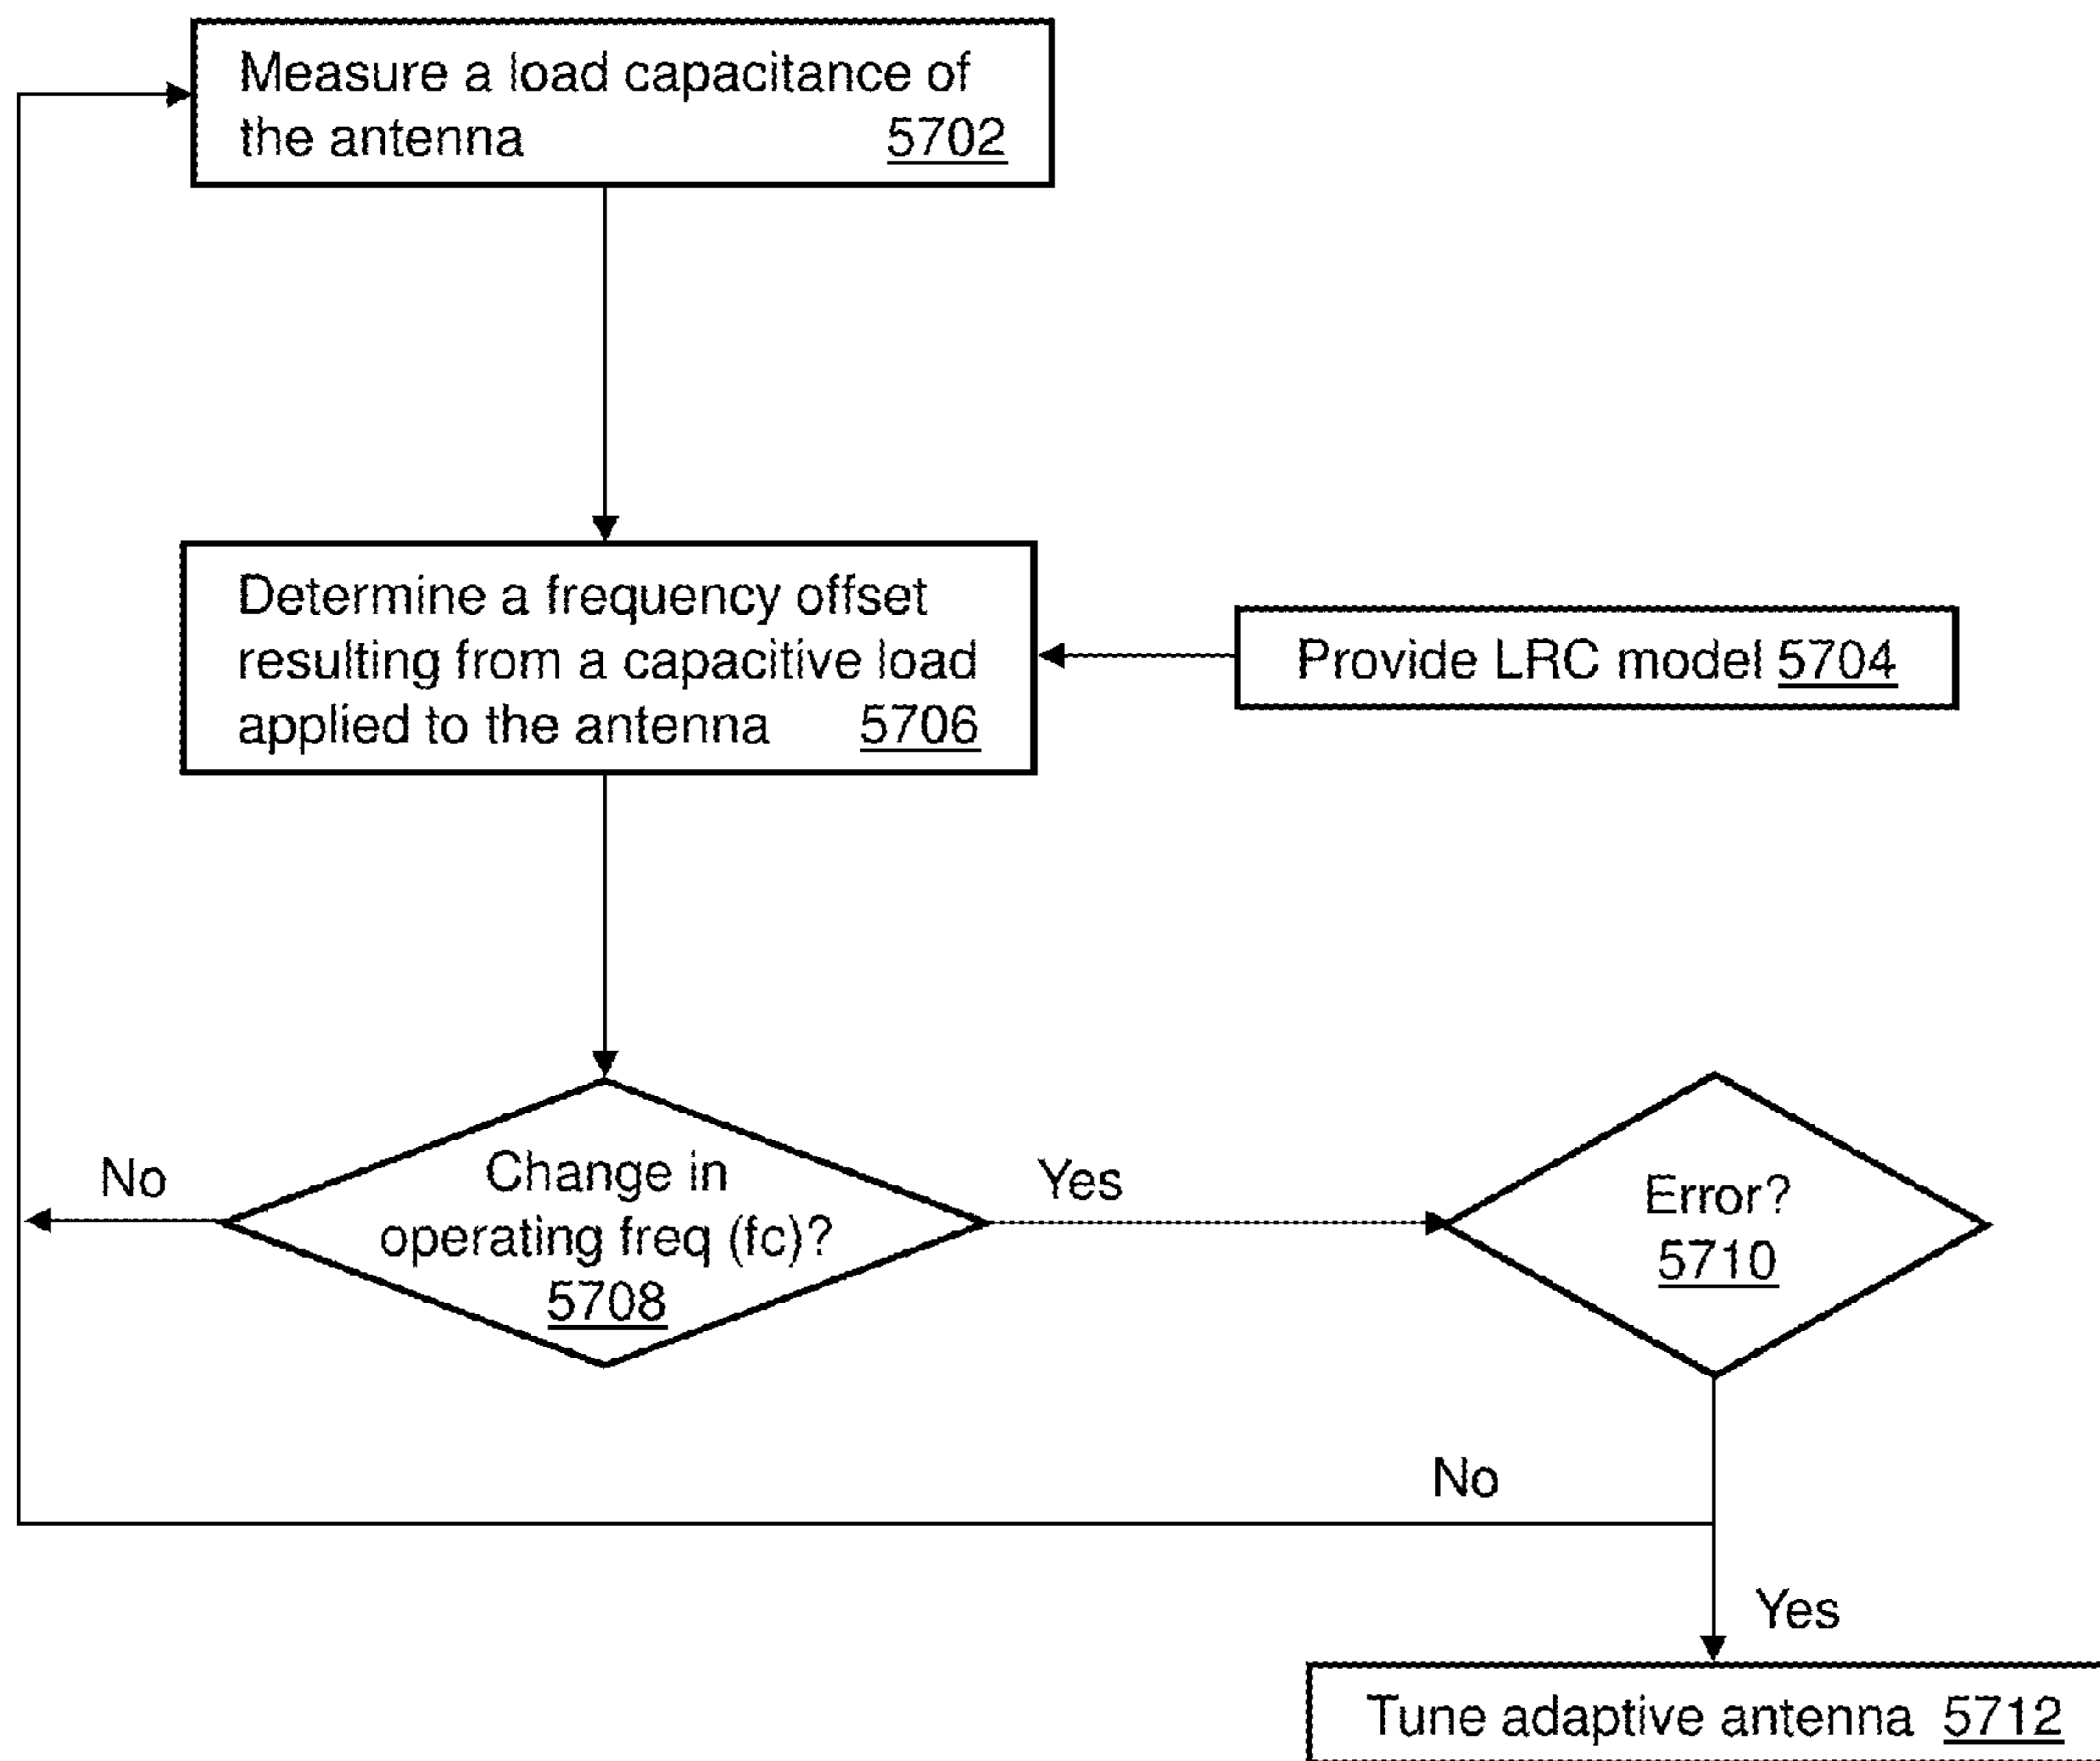 Measure a load capacitance of
the antenna 5702
Determine a frequency offset
resulting from a capacitive load
applied to the antenna 5706
Provide LRC model 5704
No
Change in
operating freq (fc)?
5708
Yes
Error?
5710
No
Yes
Tune adaptive antenna 5712